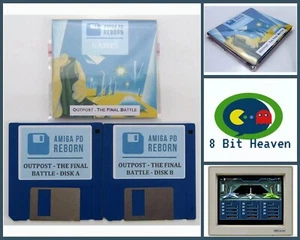 AMIGA PD
REBORN
OUTPOST - THE FINAL BATTLE
AMIGA PD
REBORN
OUTPOST - THE FINAL
BATTLE - DISK A
AMIGA PD
REBORN
OUTPOST - THE FINAL
BATTLE - DISK B
8 Bit Heaven